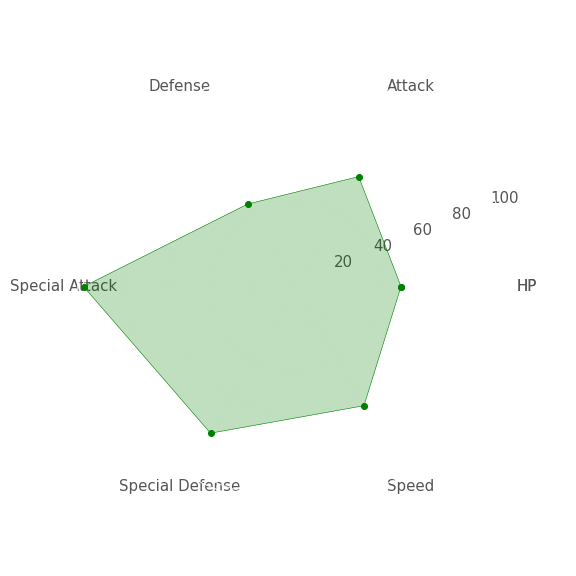 Defense
Attack
100
80
60
40
20
Special Attack
HP
Special Defense
Speed